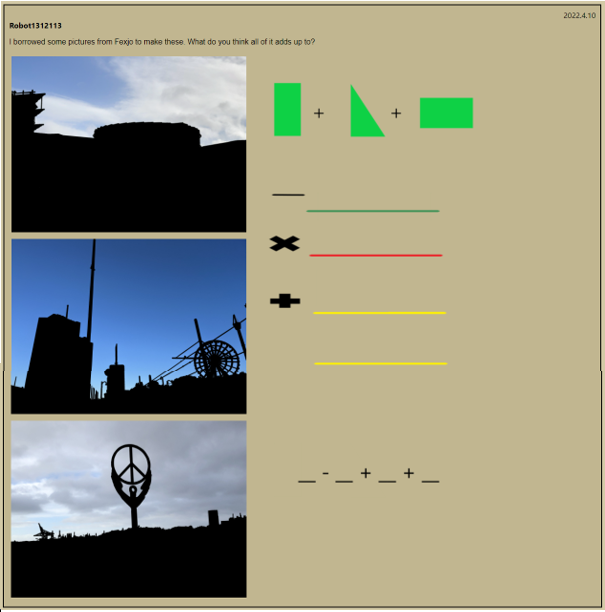 2022.4.10
Robot1312113
I borrowed some pictures from Fexjo to make these. What do you think all of it adds up to?
+ +
__ - __ + __ + __